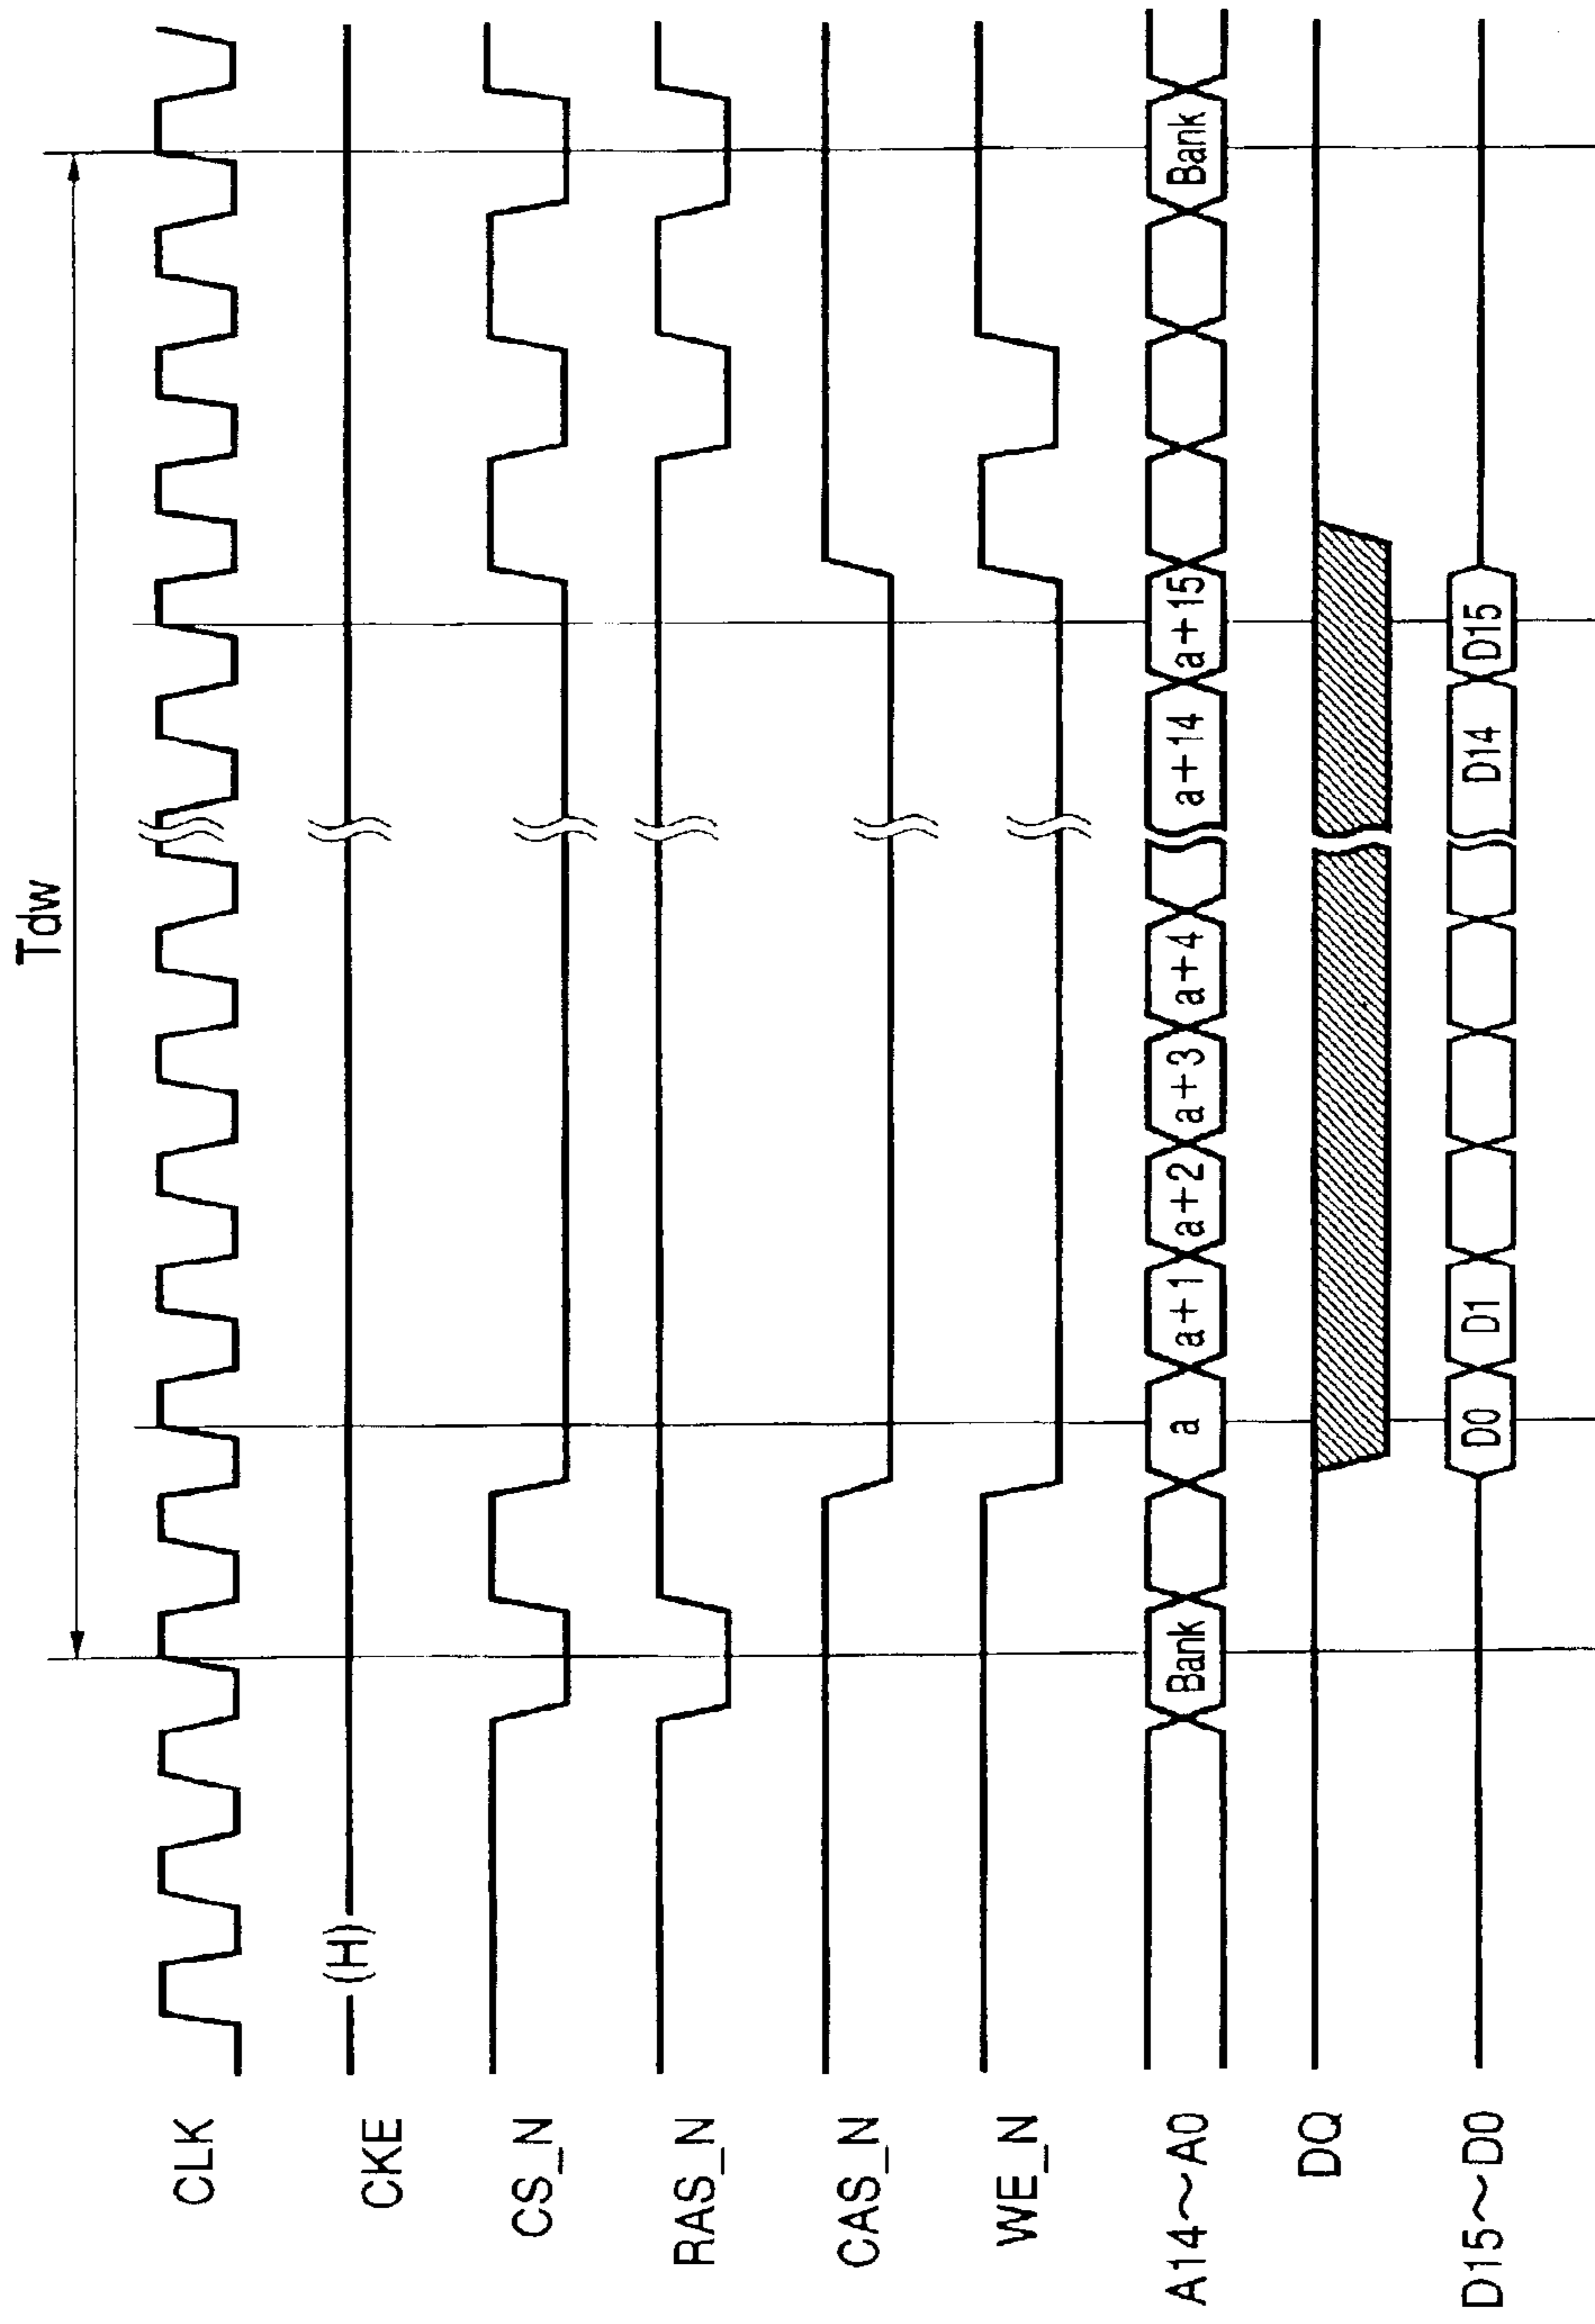 Tdw
CLK
CKE (H)
CS_N
RAS_N
CAS_N
WE_N
A14~A0 Bank a a+1 a+2 a+3 a+4 a+14 a+15 Bank
DQ
D15~D0 D0 D1 D14 D15